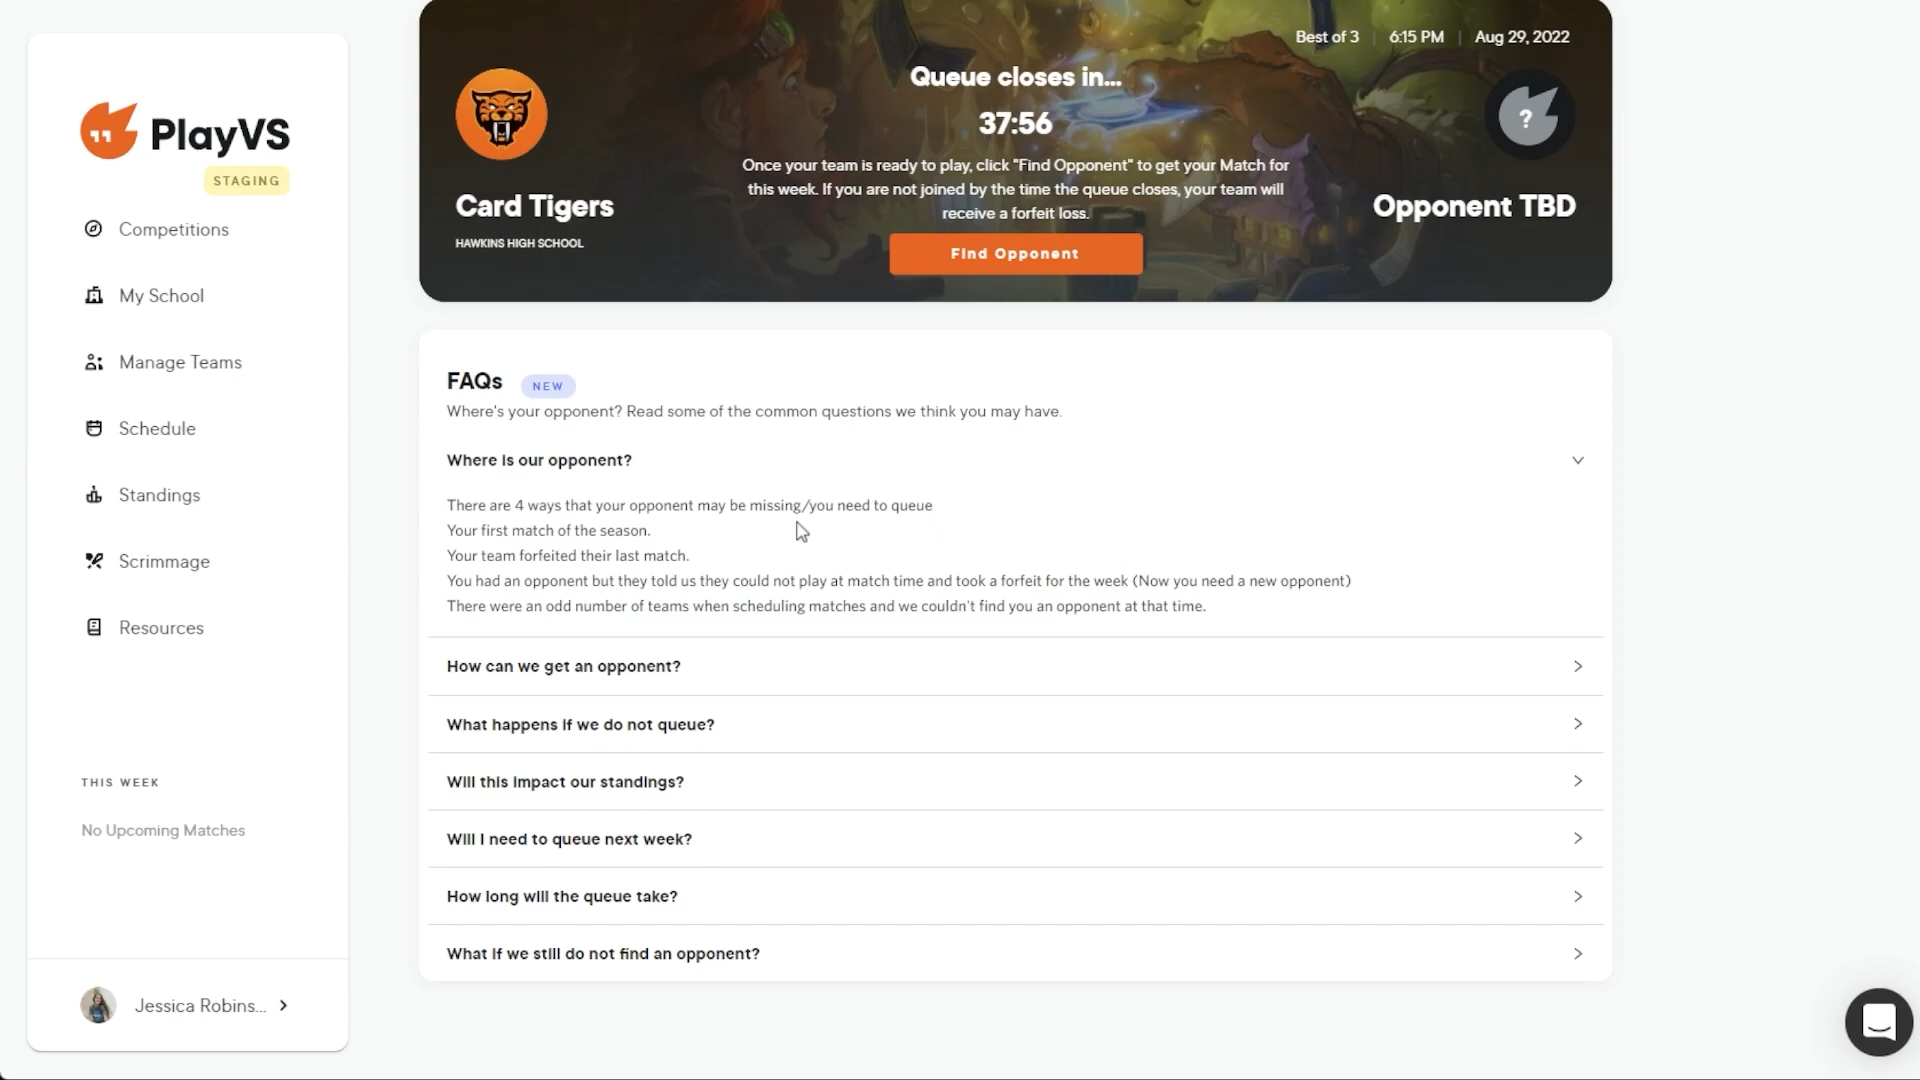 PlayVS
STAGING
Competitions
My School
Manage Teams
Schedule
Standings
Scrimmage
Resources
THIS WEEK
No Upcoming Matches
Jessica Robins...
Best of 3 | 6:15 PM | Aug 29, 2022
Queue closes in...
37:56
Once your team is ready to play, click "Find Opponent" to get your Match for
this week. If you are not joined by the time the queue closes, your team will
receive a forfeit loss.
Find Opponent
Card Tigers
HAWKINS HIGH SCHOOL
?
Opponent TBD
FAQs NEW
Where's your opponent? Read some of the common questions we think you may have.
Where is our opponent?
There are 4 ways that your opponent may be missing/you need to queue
Your first match of the season.
Your team forfeited their last match.
You had an opponent but they told us they could not play at match time and took a forfeit for the week (Now you need a new opponent)
There were an odd number of teams when scheduling matches and we couldn't find you an opponent at that time.
How can we get an opponent?
What happens if we do not queue?
Will this impact our standings?
Will I need to queue next week?
How long will the queue take?
What if we still do not find an opponent?